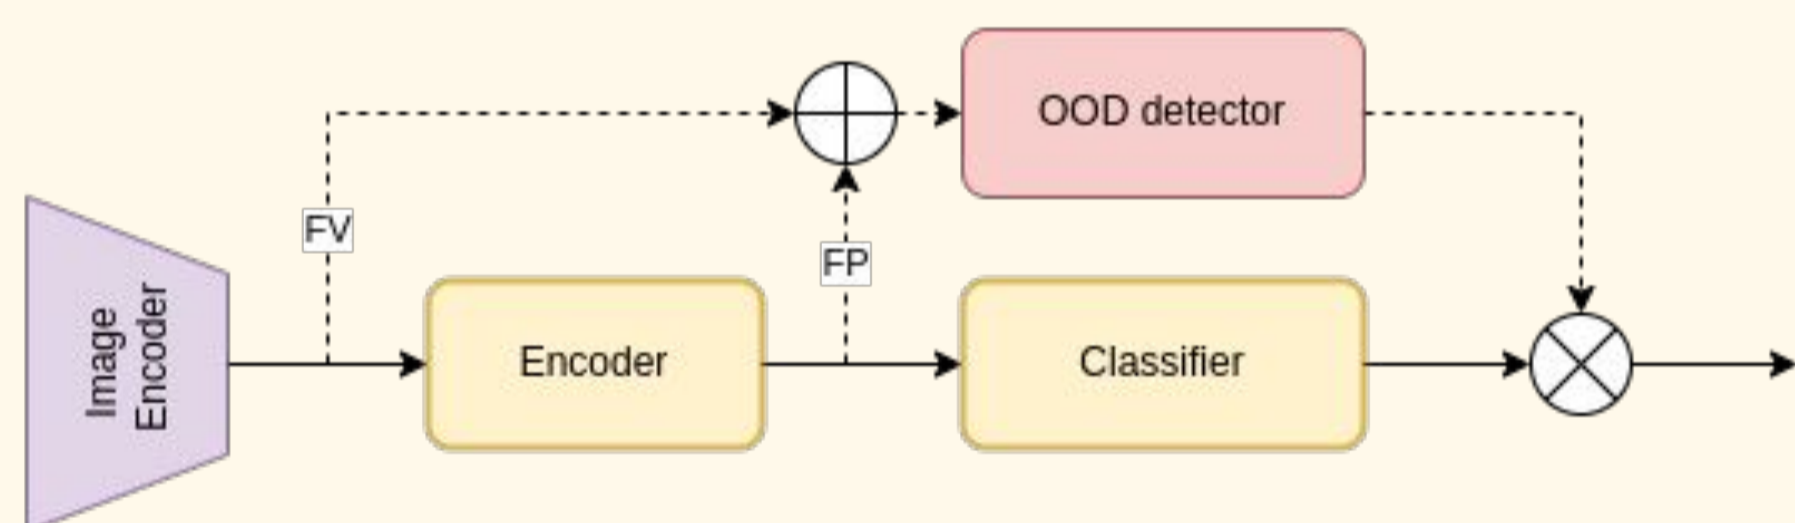 OOD detector
FV
FP
Image
Encoder
Encoder
Classifier